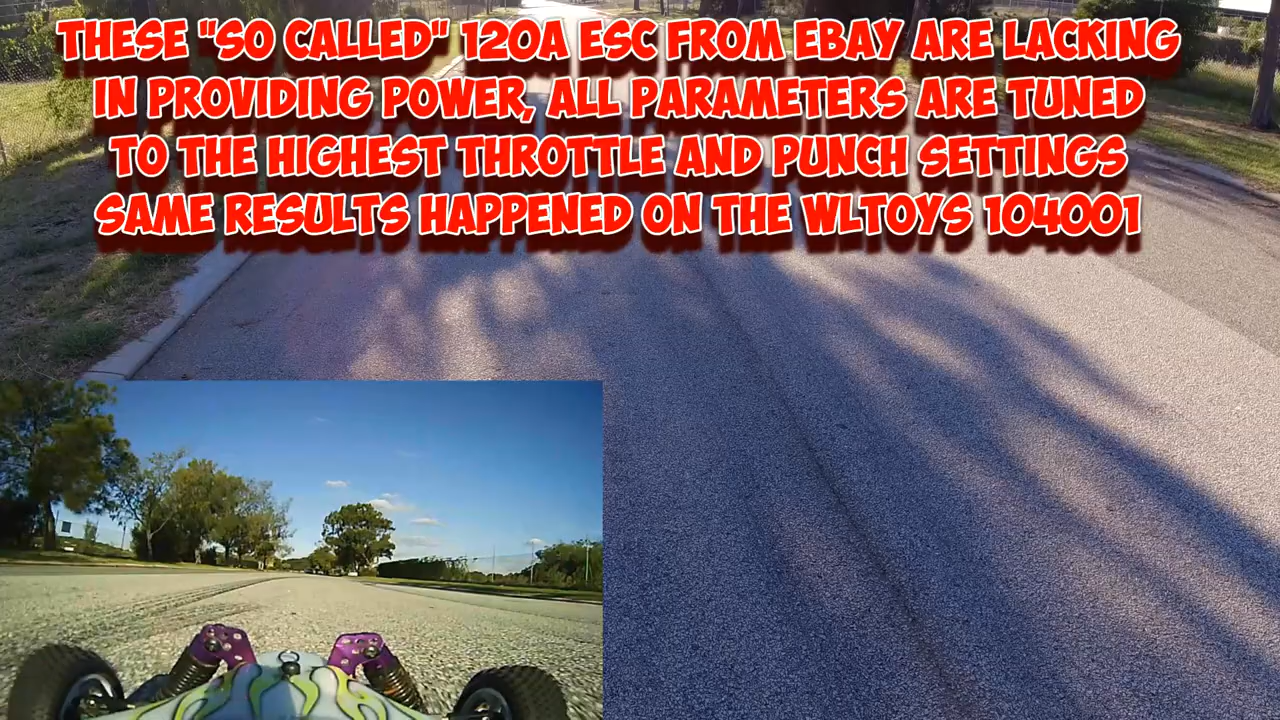 THESE "SO CALLED" 120A ESC FROM EBAY ARE LACKING
IN PROVIDING POWER, ALL PARAMETERS ARE TUNED
TO THE HIGHEST THROTTLE AND PUNCH SETTINGS
SAME RESULTS HAPPENED ON THE WLTOYS 104001